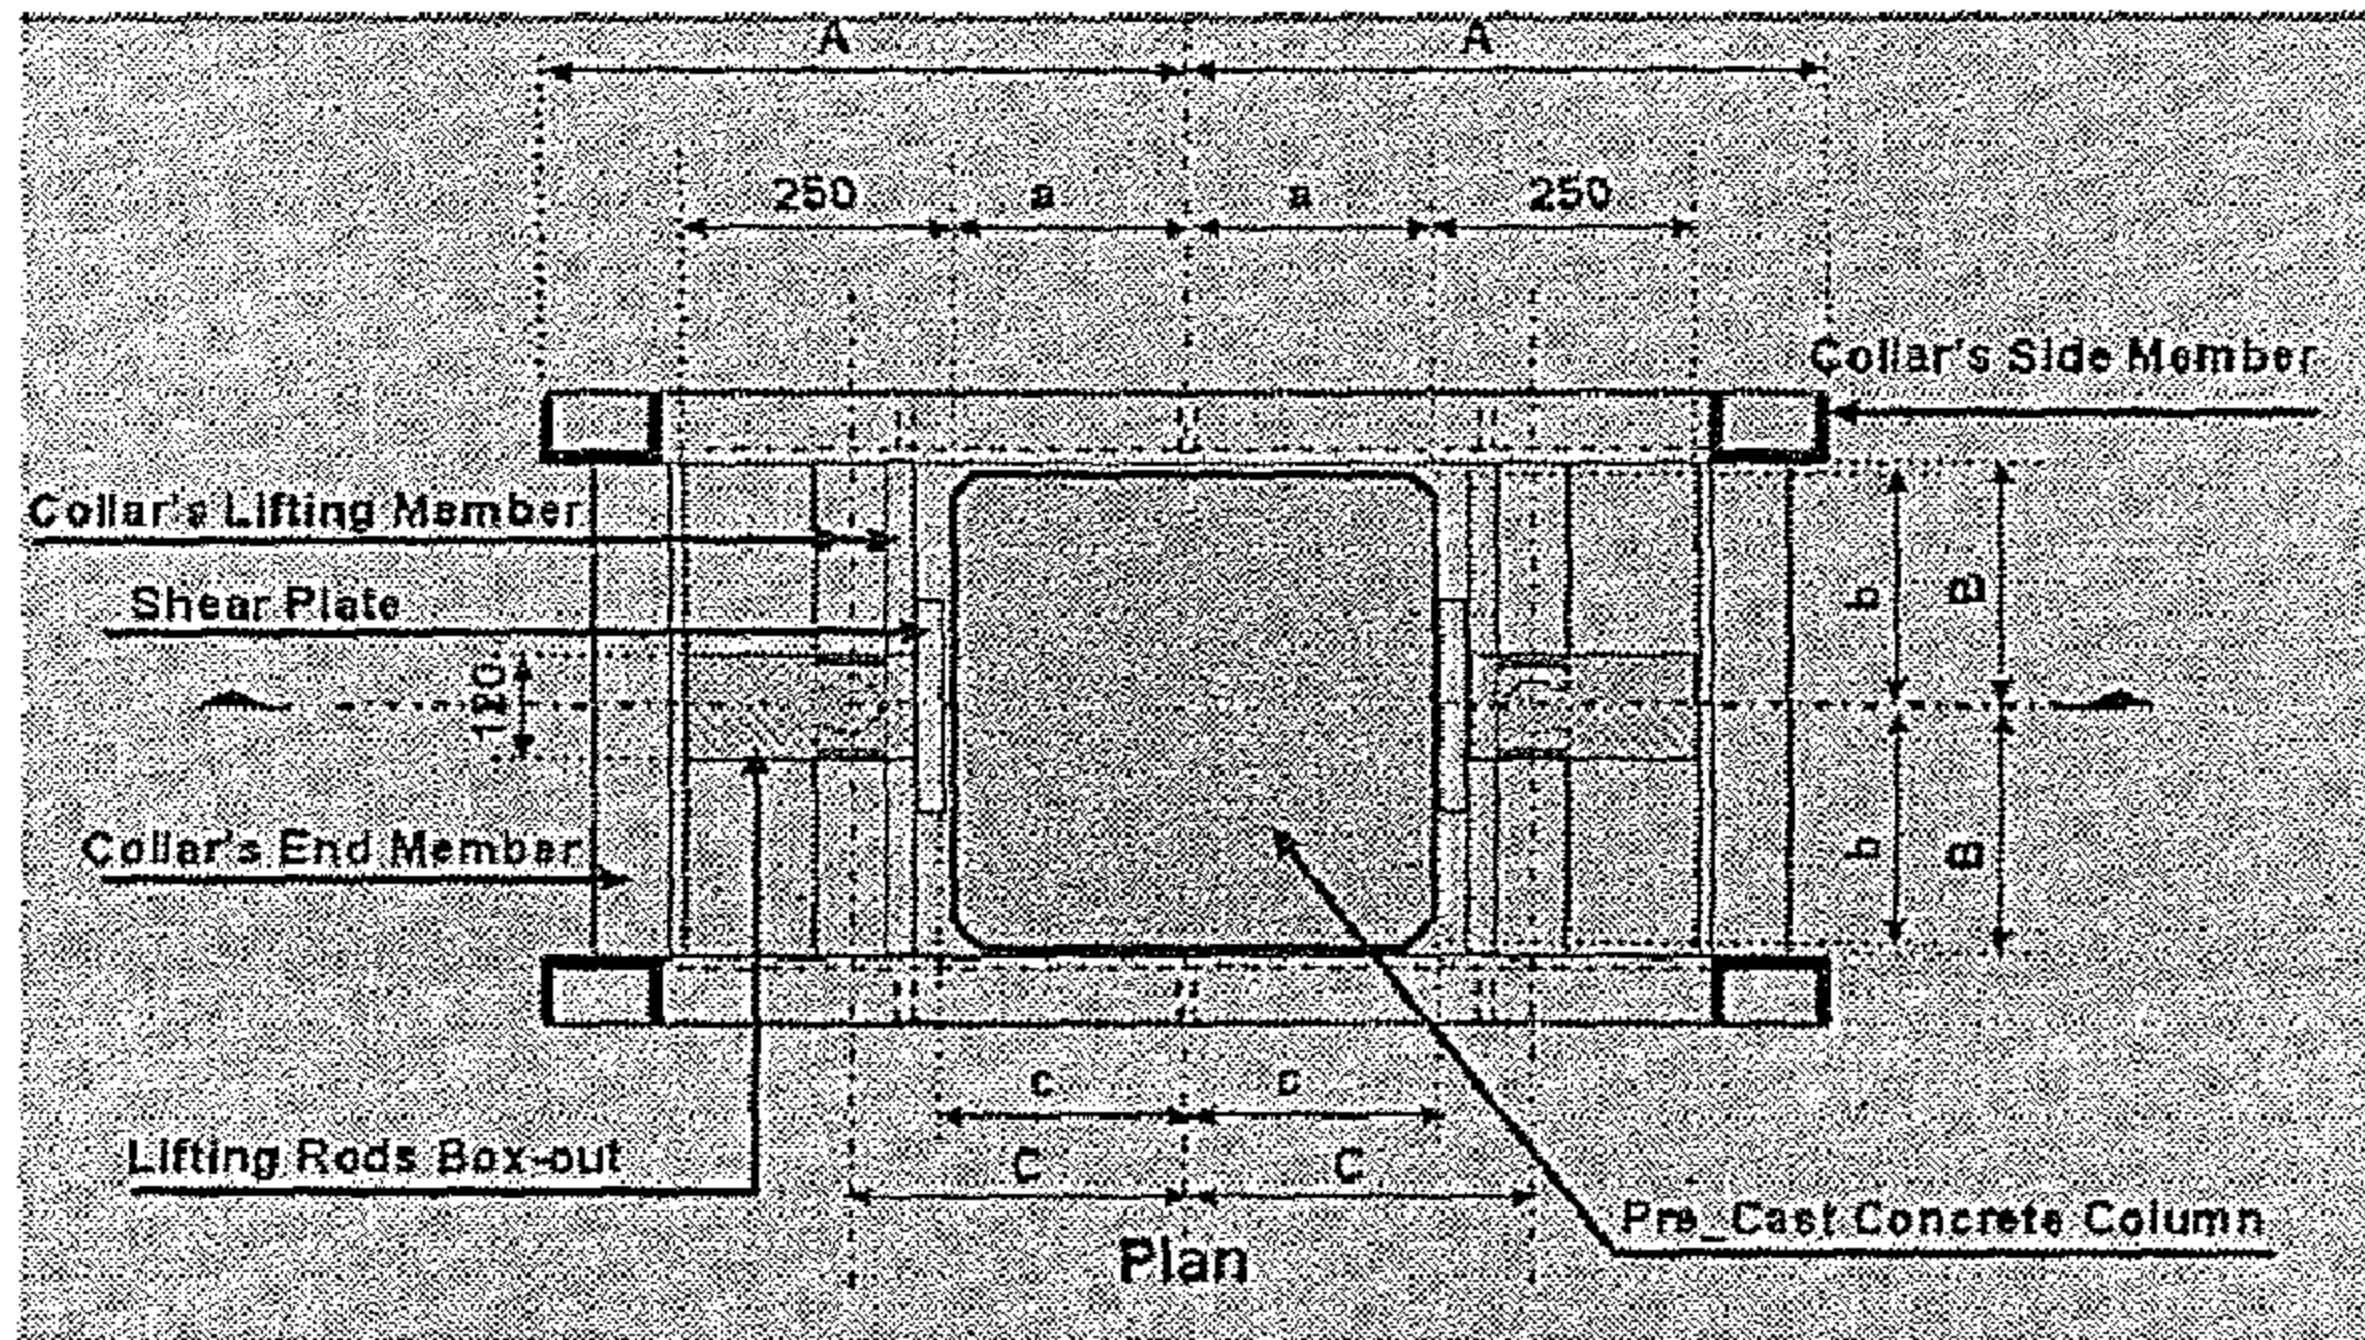 A A
250 a a 250
Collar's Side Member
Collar's Lifting Member
Shear Plate
b B
120
b B
Collar's End Member
c c
Lifting Rods Box-out
C C
Pre_Cast Concrete Column
Plan